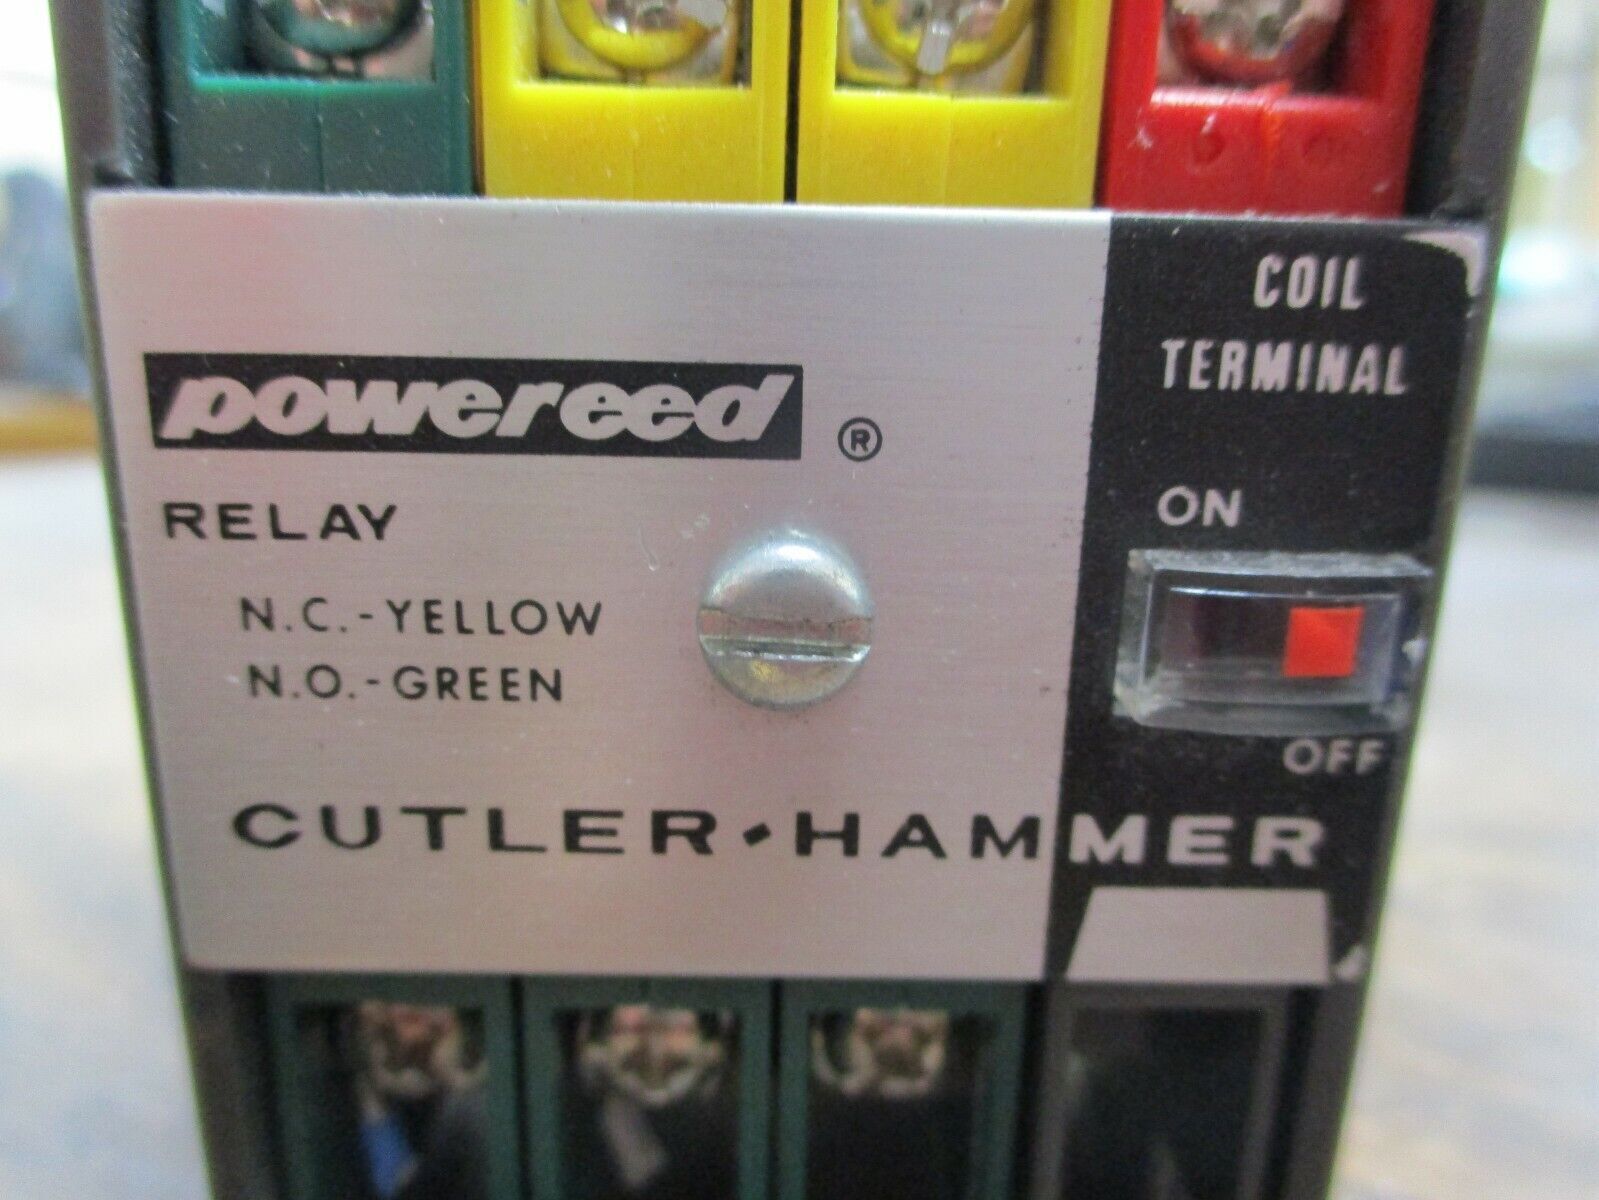 COIL
TERMINAL
powereed ®
RELAY
N.C.-YELLOW
N.O.-GREEN
ON
OFF
CUTLER·HAMMER